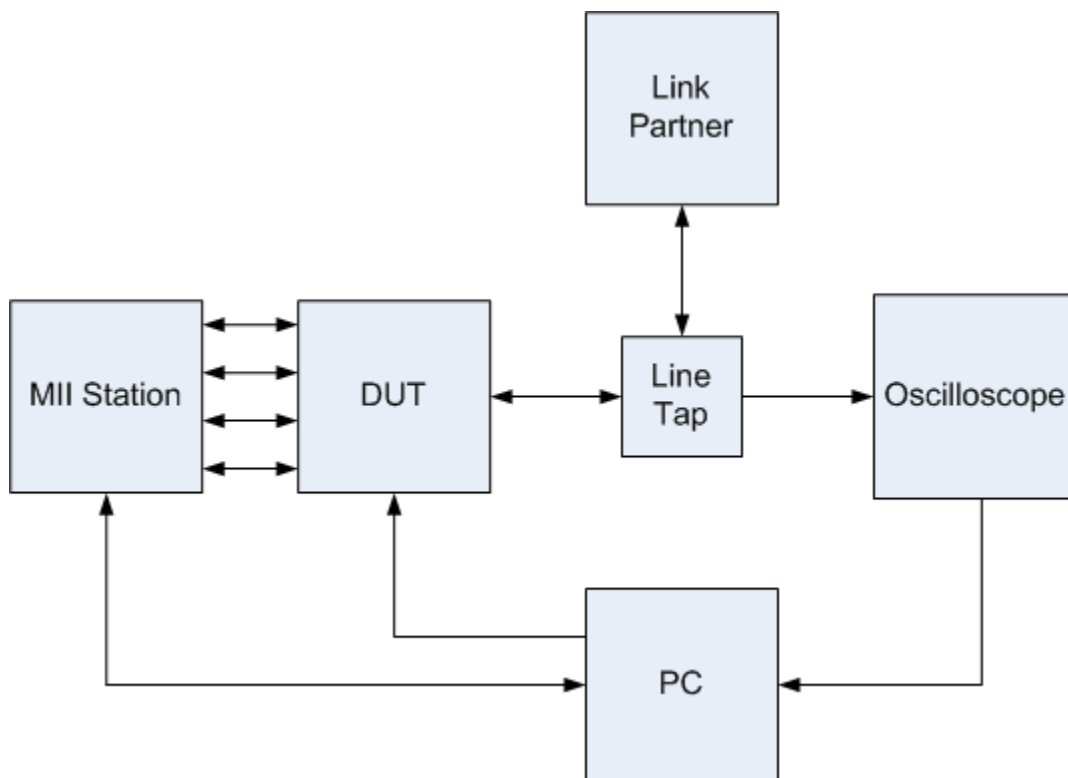 Link
Partner
MII Station
DUT
Line
Tap
Oscilloscope
PC